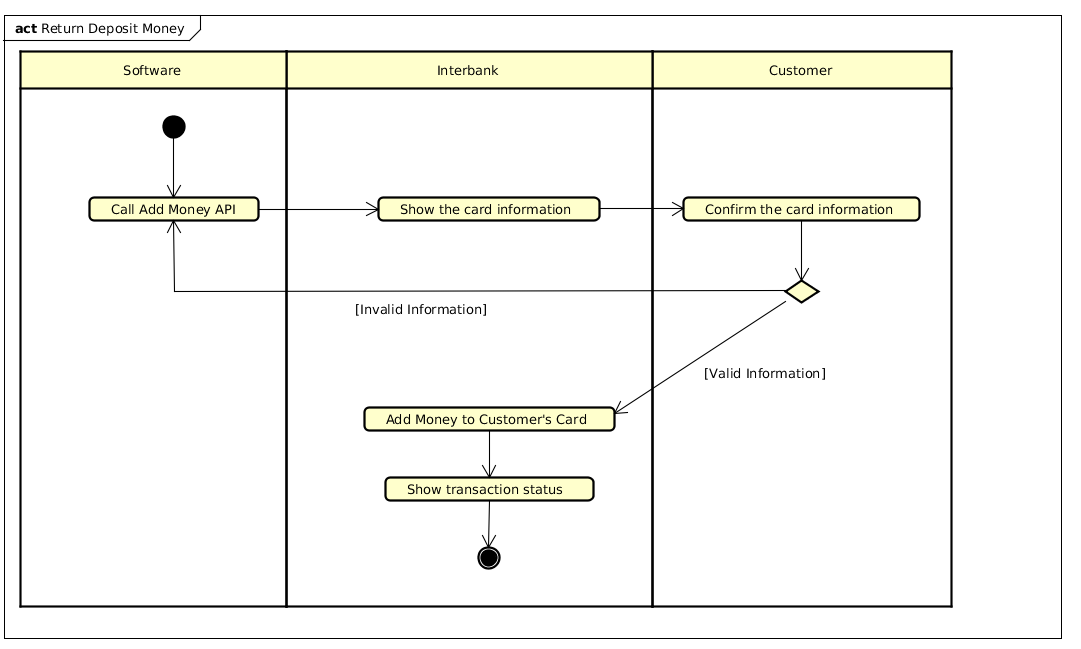 act Return Deposit Money
Software
Interbank
Customer
Call Add Money API
Show the card information
Confirm the card information
[Invalid Information]
[Valid Information]
Add Money to Customer's Card
Show transaction status